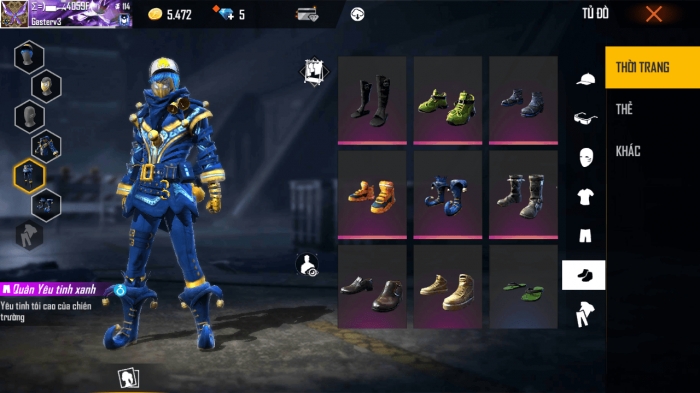 # 114
Gasterv3
5.472
5
TỦ ĐỒ
THỜI TRANG
THẺ
KHÁC
Quần Yêu tinh xanh
Yêu tinh tối cao của chiến
trường